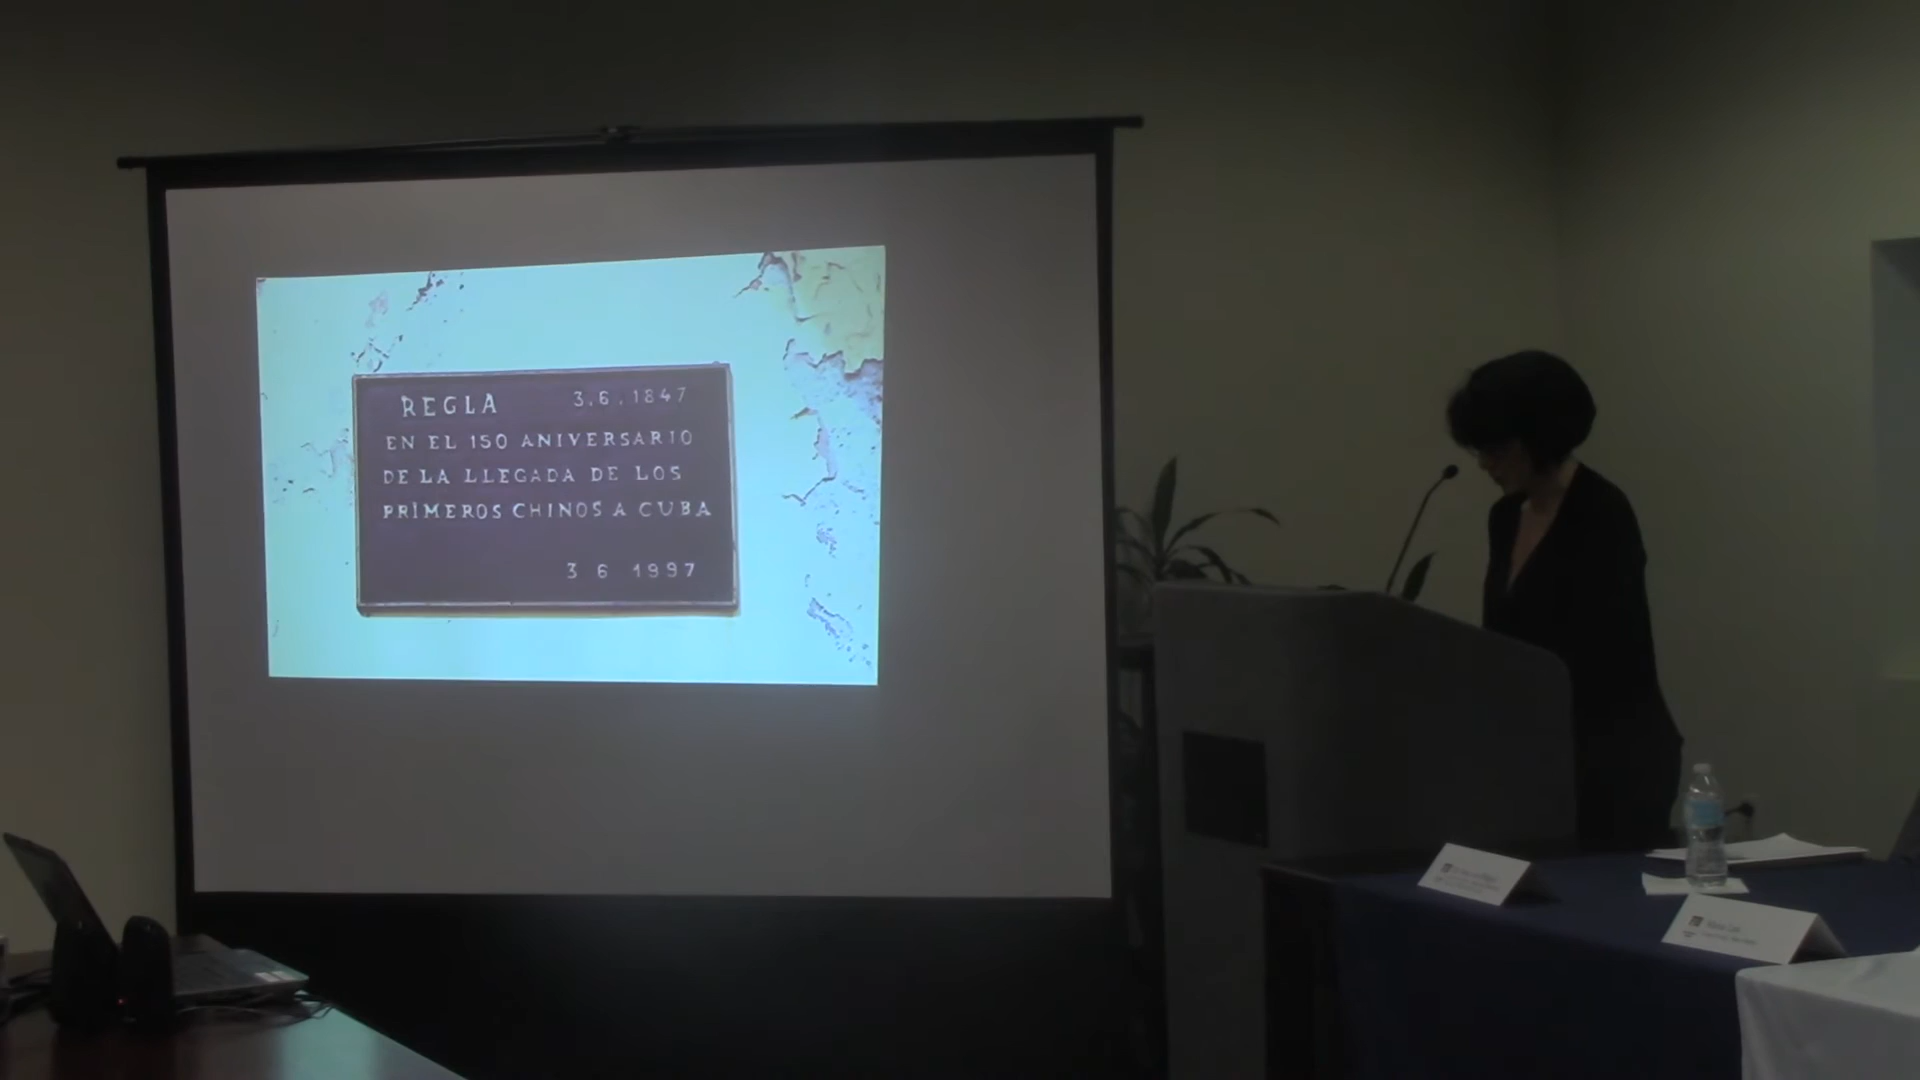 REGLA 3.6.1847
EN EL 150 ANIVERSARIO
DE LA LLEGADA DE LOS
PRIMEROS CHINOS A CUBA
3 6 1997